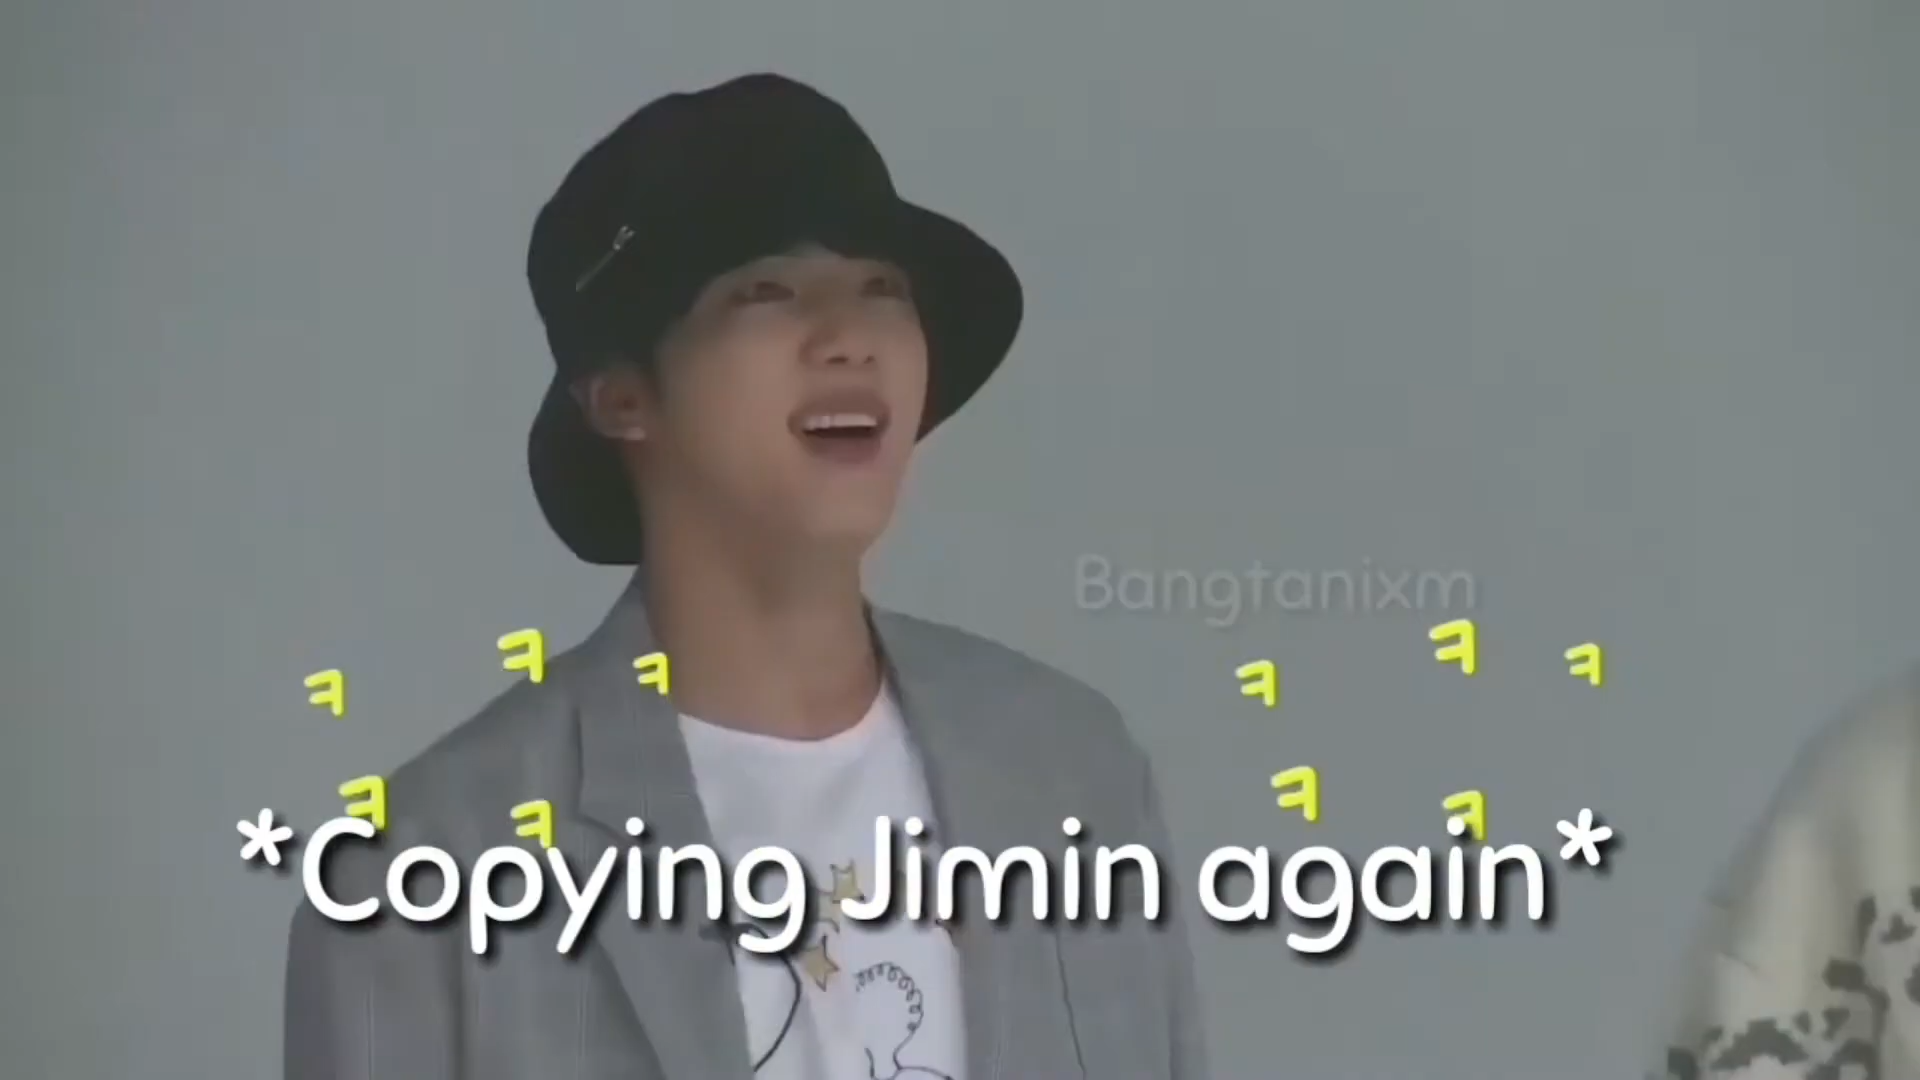 Bangtanixm
ㅋ ㅋ ㅋ ㅋ ㅋ ㅋ
ㅋ ㅋ ㅋ ㅋ
*Copying Jimin again*